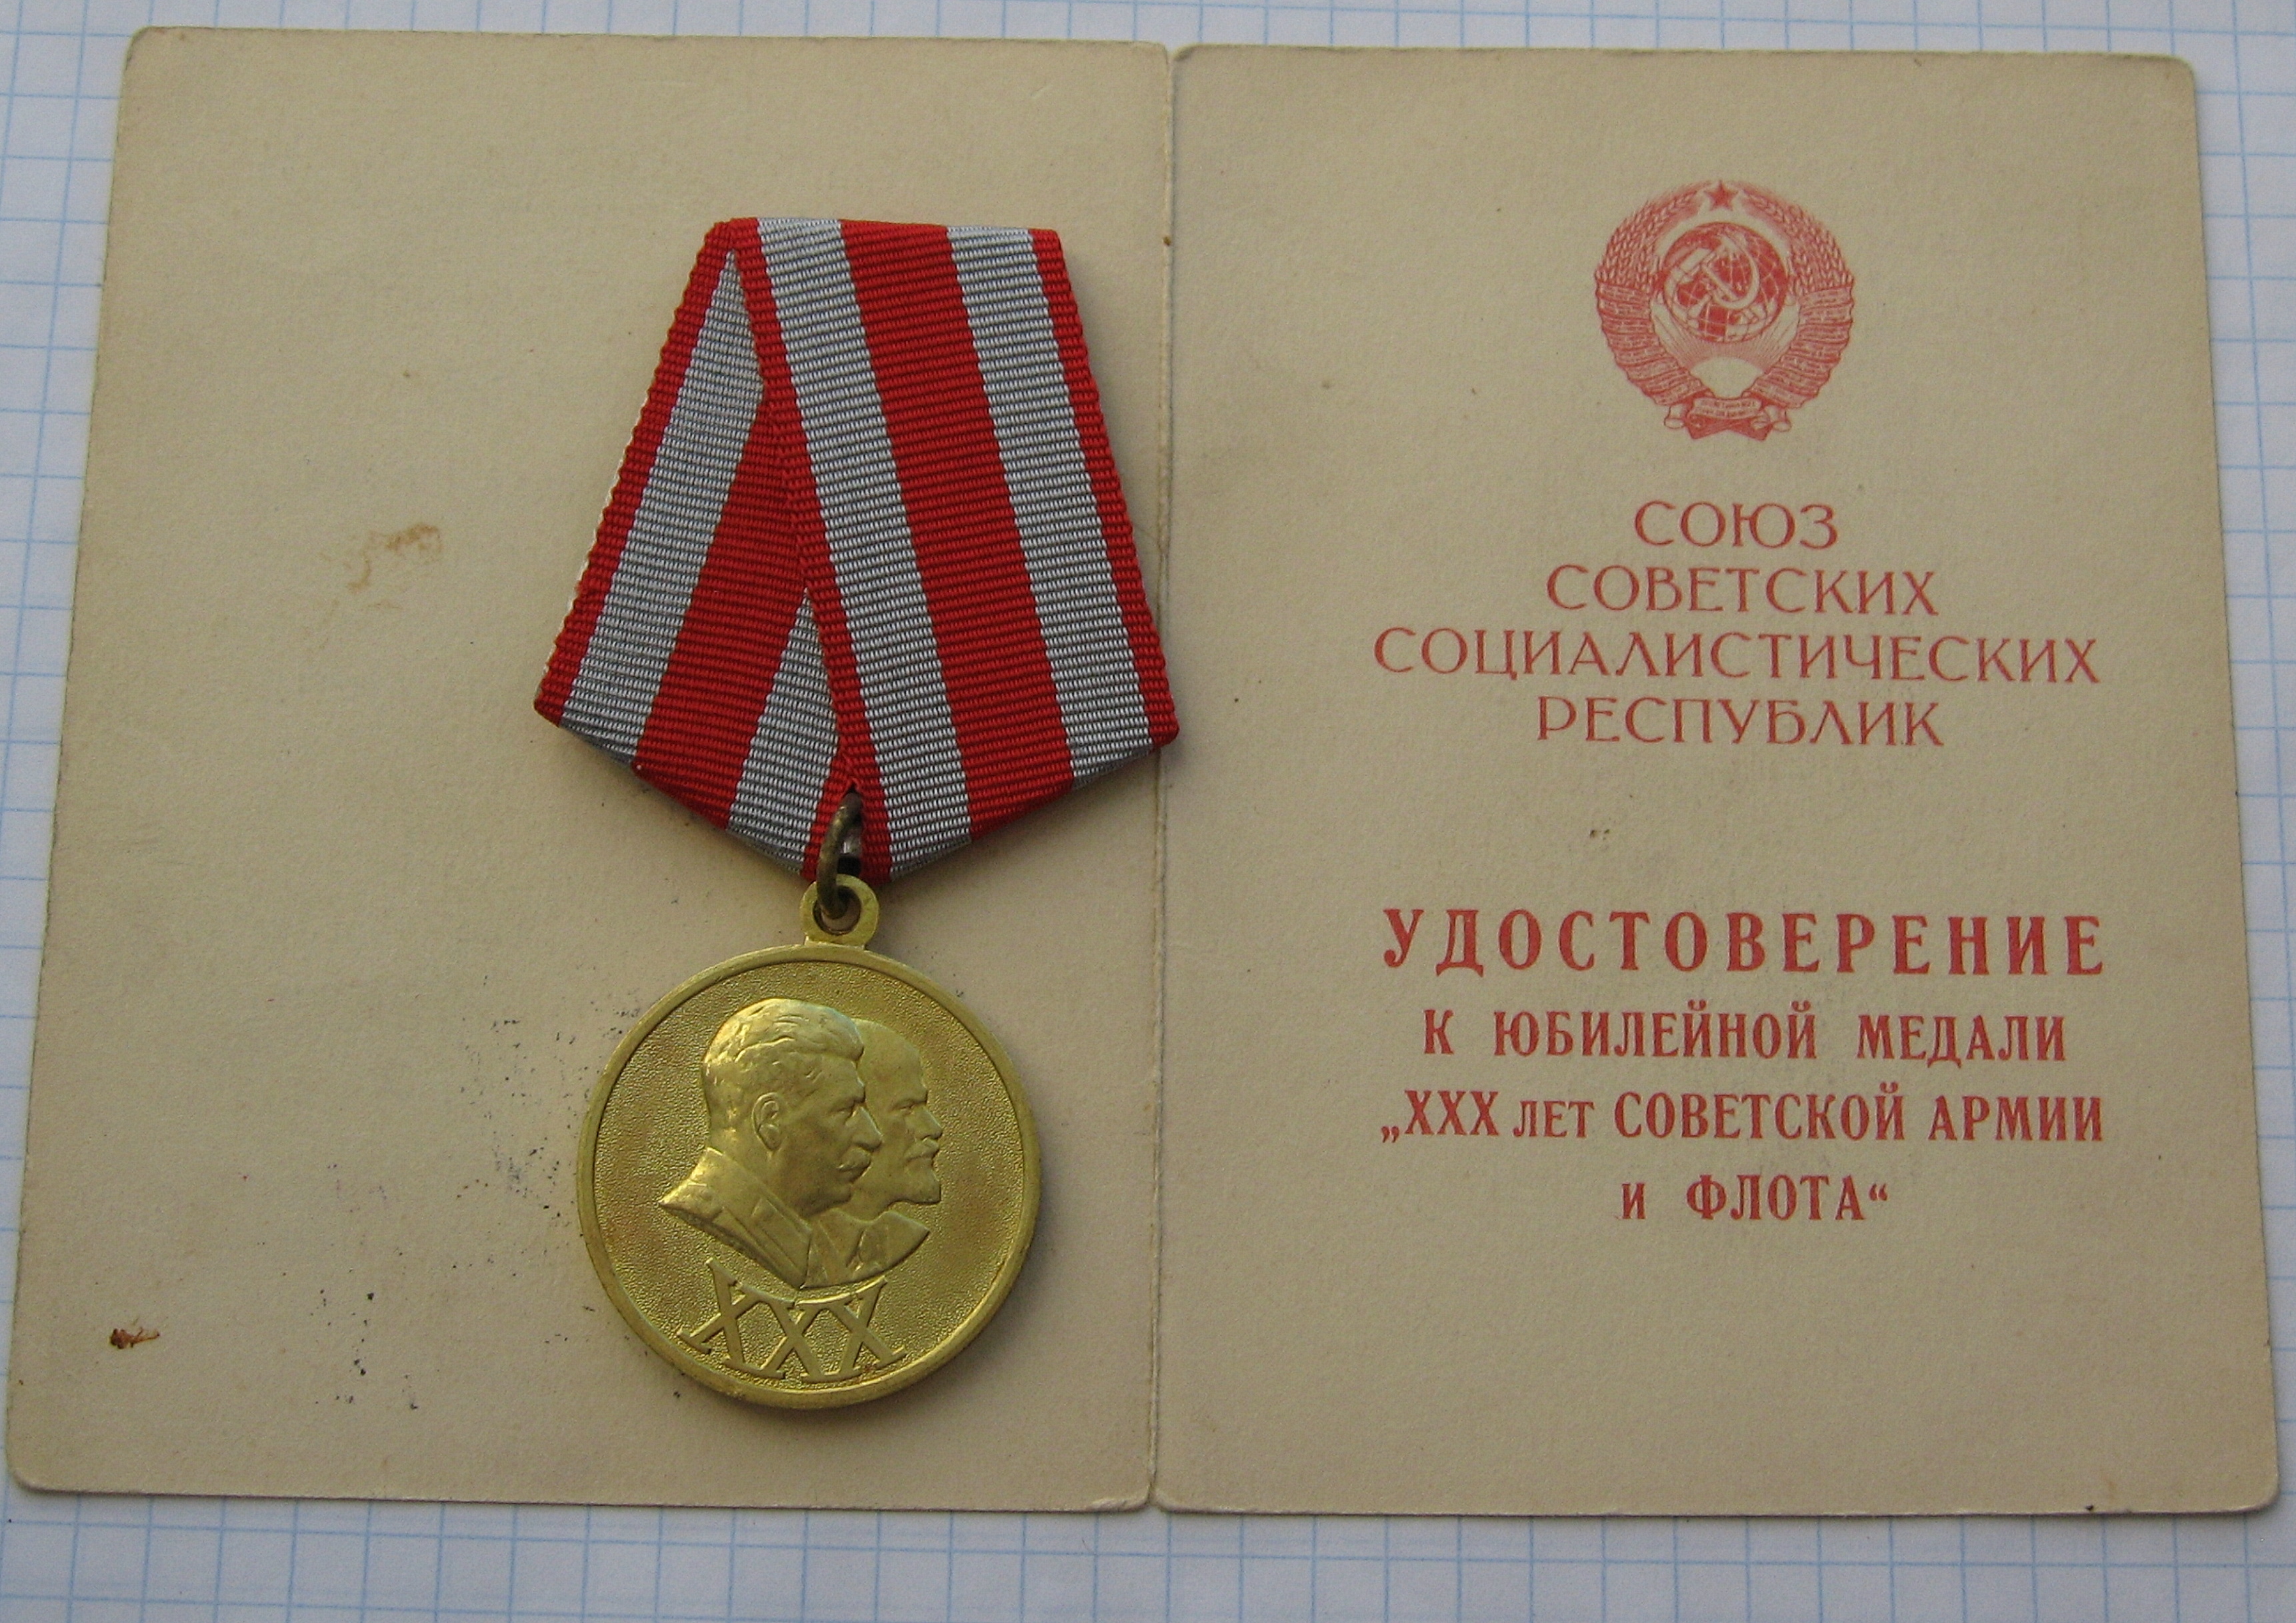 XXX
СОЮЗ
СОВЕТСКИХ
СОЦИАЛИСТИЧЕСКИХ
РЕСПУБЛИК
УДОСТОВЕРЕНИЕ
К ЮБИЛЕЙНОЙ МЕДАЛИ
„XXX ЛЕТ СОВЕТСКОЙ АРМИИ
И ФЛОТА“